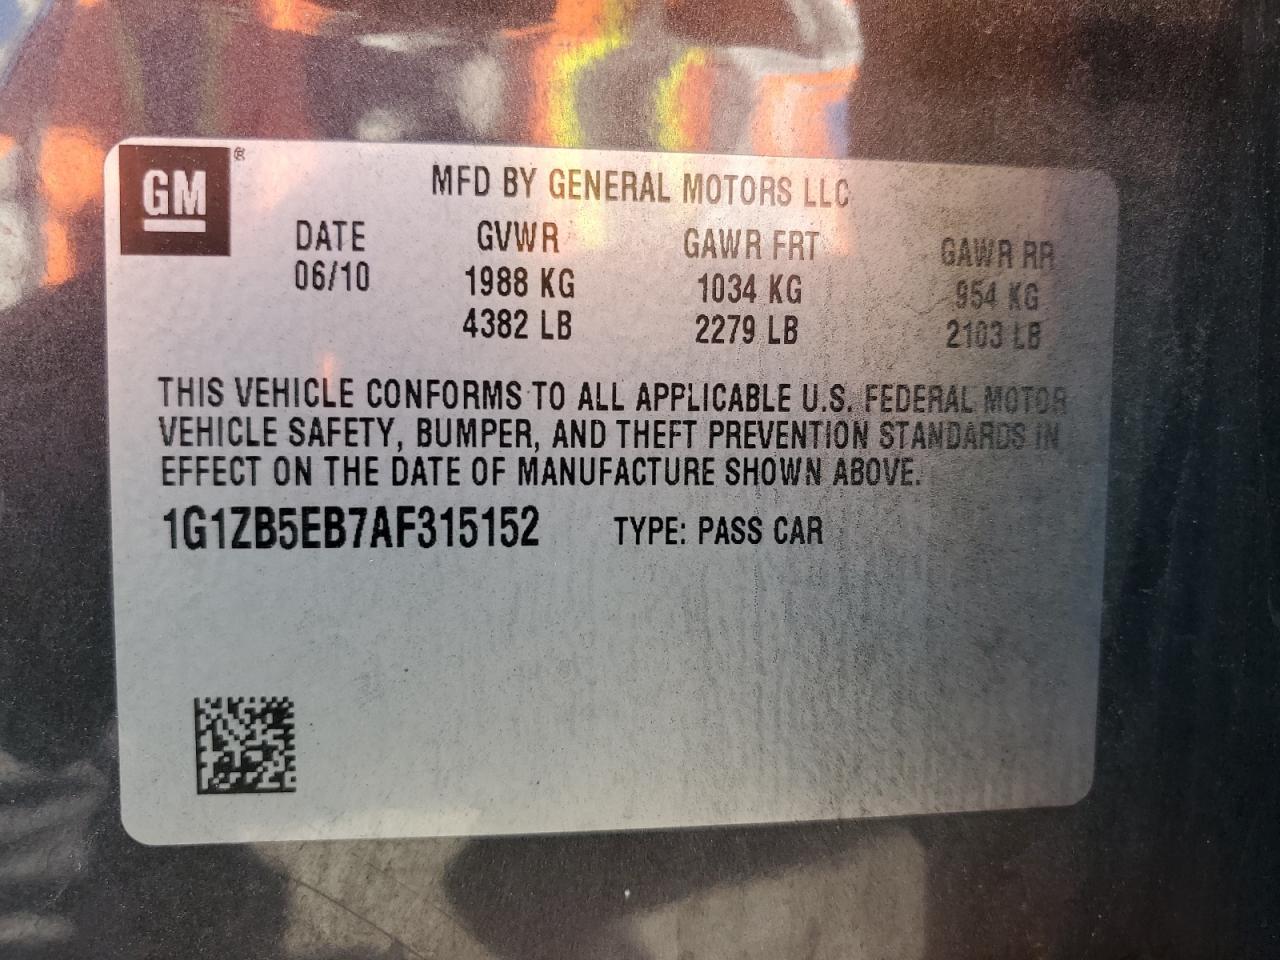 GM ®
MFD BY GENERAL MOTORS LLC
DATE GVWR GAWR FRT GAWR RR
06/10 1988 KG 1034 KG 954 KG
4382 LB 2279 LB 2103 LB
THIS VEHICLE CONFORMS TO ALL APPLICABLE U.S. FEDERAL MOTOR
VEHICLE SAFETY, BUMPER, AND THEFT PREVENTION STANDARDS IN
EFFECT ON THE DATE OF MANUFACTURE SHOWN ABOVE.
1G1ZB5EB7AF315152 TYPE: PASS CAR